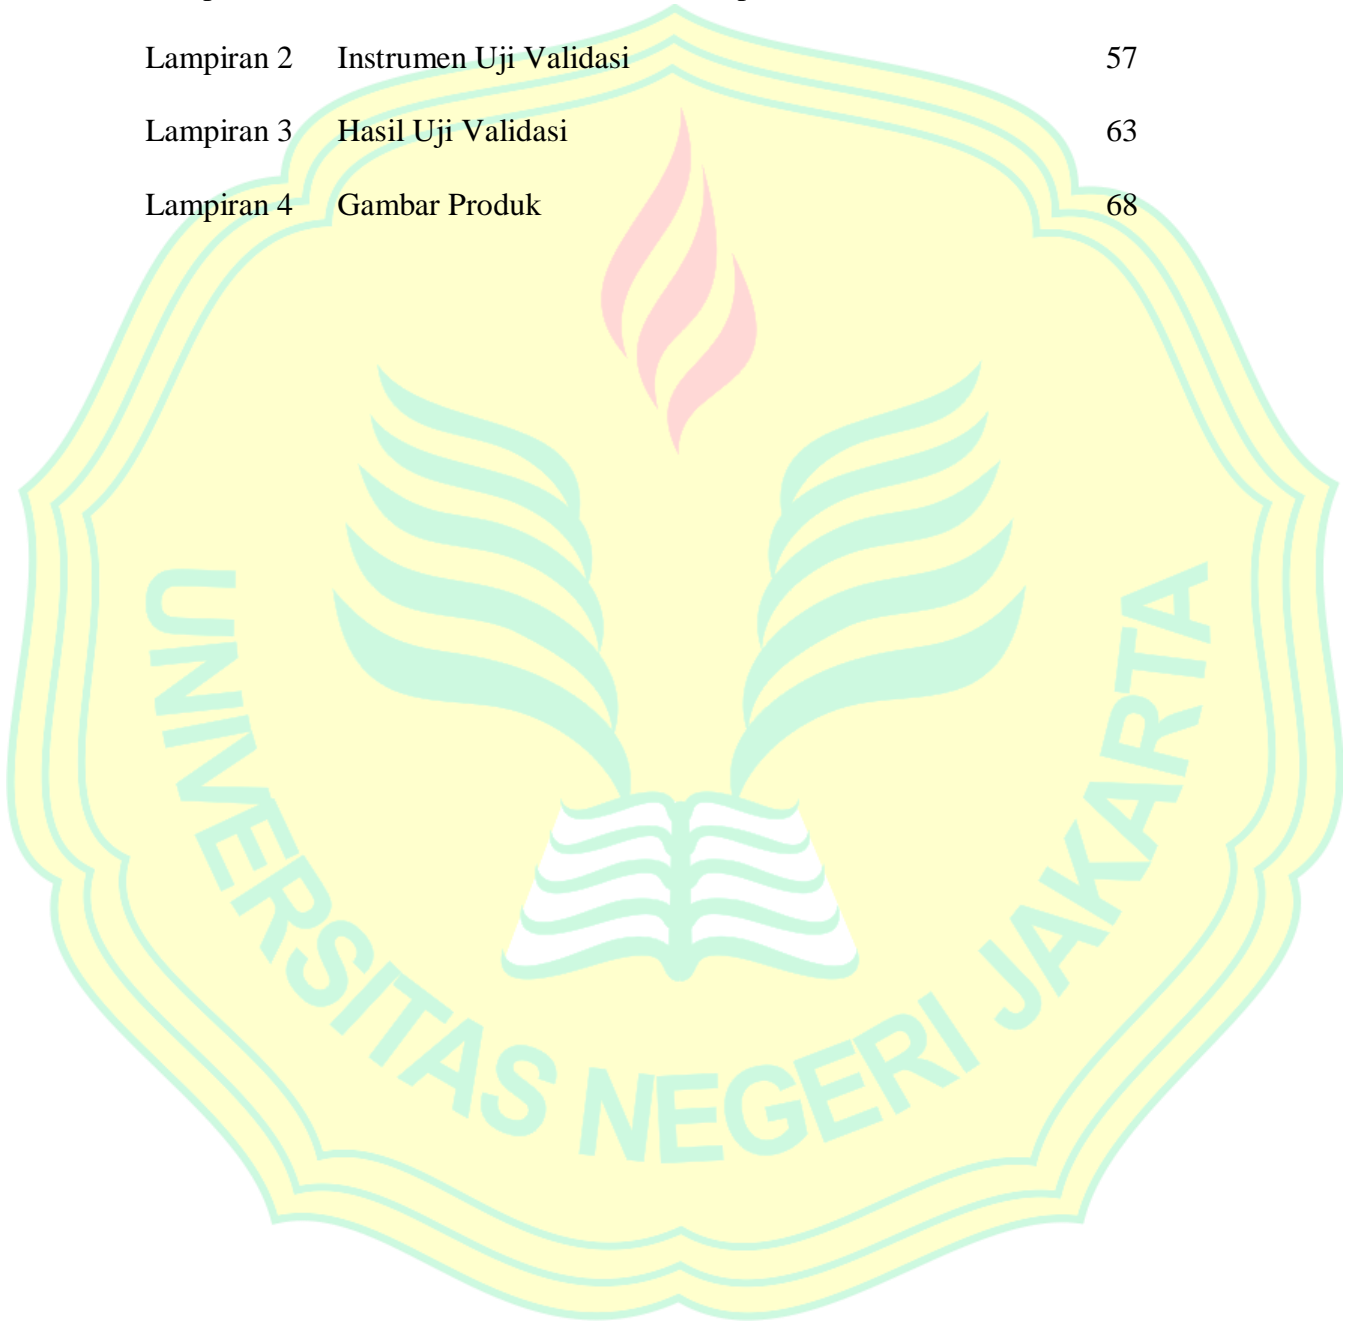 Lampiran 2 Instrumen Uji Validasi 57
Lampiran 3 Hasil Uji Validasi 63
Lampiran 4 Gambar Produk 68
UNIVERSITAS NEGERI JAKARTA